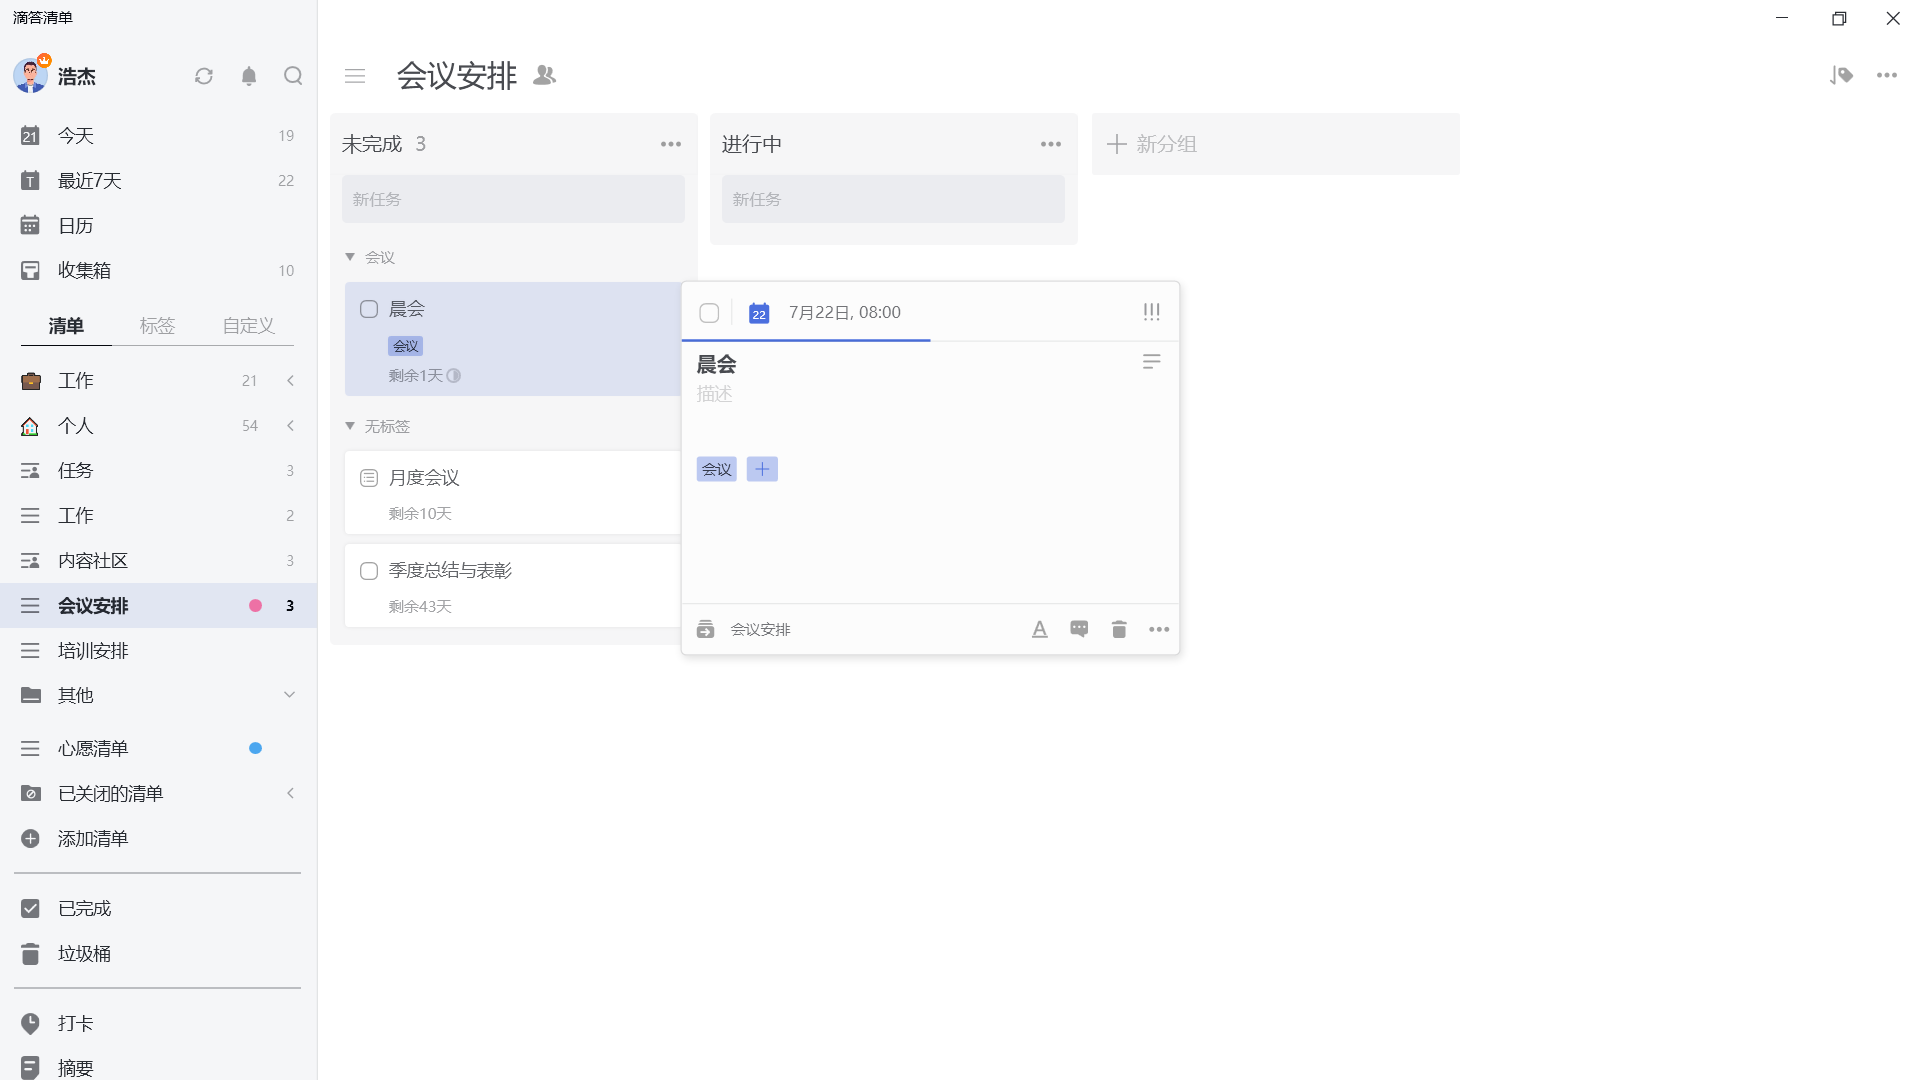 滴答清单
浩杰
21 今天 19
T 最近7天 22
日历
收集箱 10
清单 标签 自定义
工作 21
个人 54
任务 3
工作 2
内容社区 3
会议安排 3
培训安排
其他
心愿清单
已关闭的清单
添加清单
已完成
垃圾桶
打卡
摘要
会议安排
未完成 3
新任务
会议
晨会
会议
剩余1天
无标签
月度会议
剩余10天
季度总结与表彰
剩余43天
进行中
新任务
新分组
22 7月22日, 08:00
晨会
描述
会议
会议安排